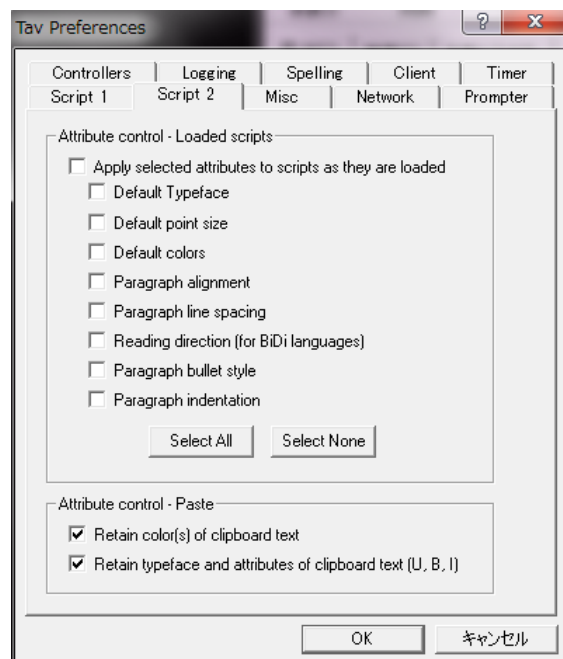 Tav Preferences
Controllers Logging Spelling Client Timer
Script 1 Script 2 Misc Network Prompter
Attribute control - Loaded scripts
Apply selected attributes to scripts as they are loaded
Default Typeface
Default point size
Default colors
Paragraph alignment
Paragraph line spacing
Reading direction (for BiDi languages)
Paragraph bullet style
Paragraph indentation
Select All Select None
Attribute control - Paste
Retain color(s) of clipboard text
Retain typeface and attributes of clipboard text (U, B, I)
OK キャンセル